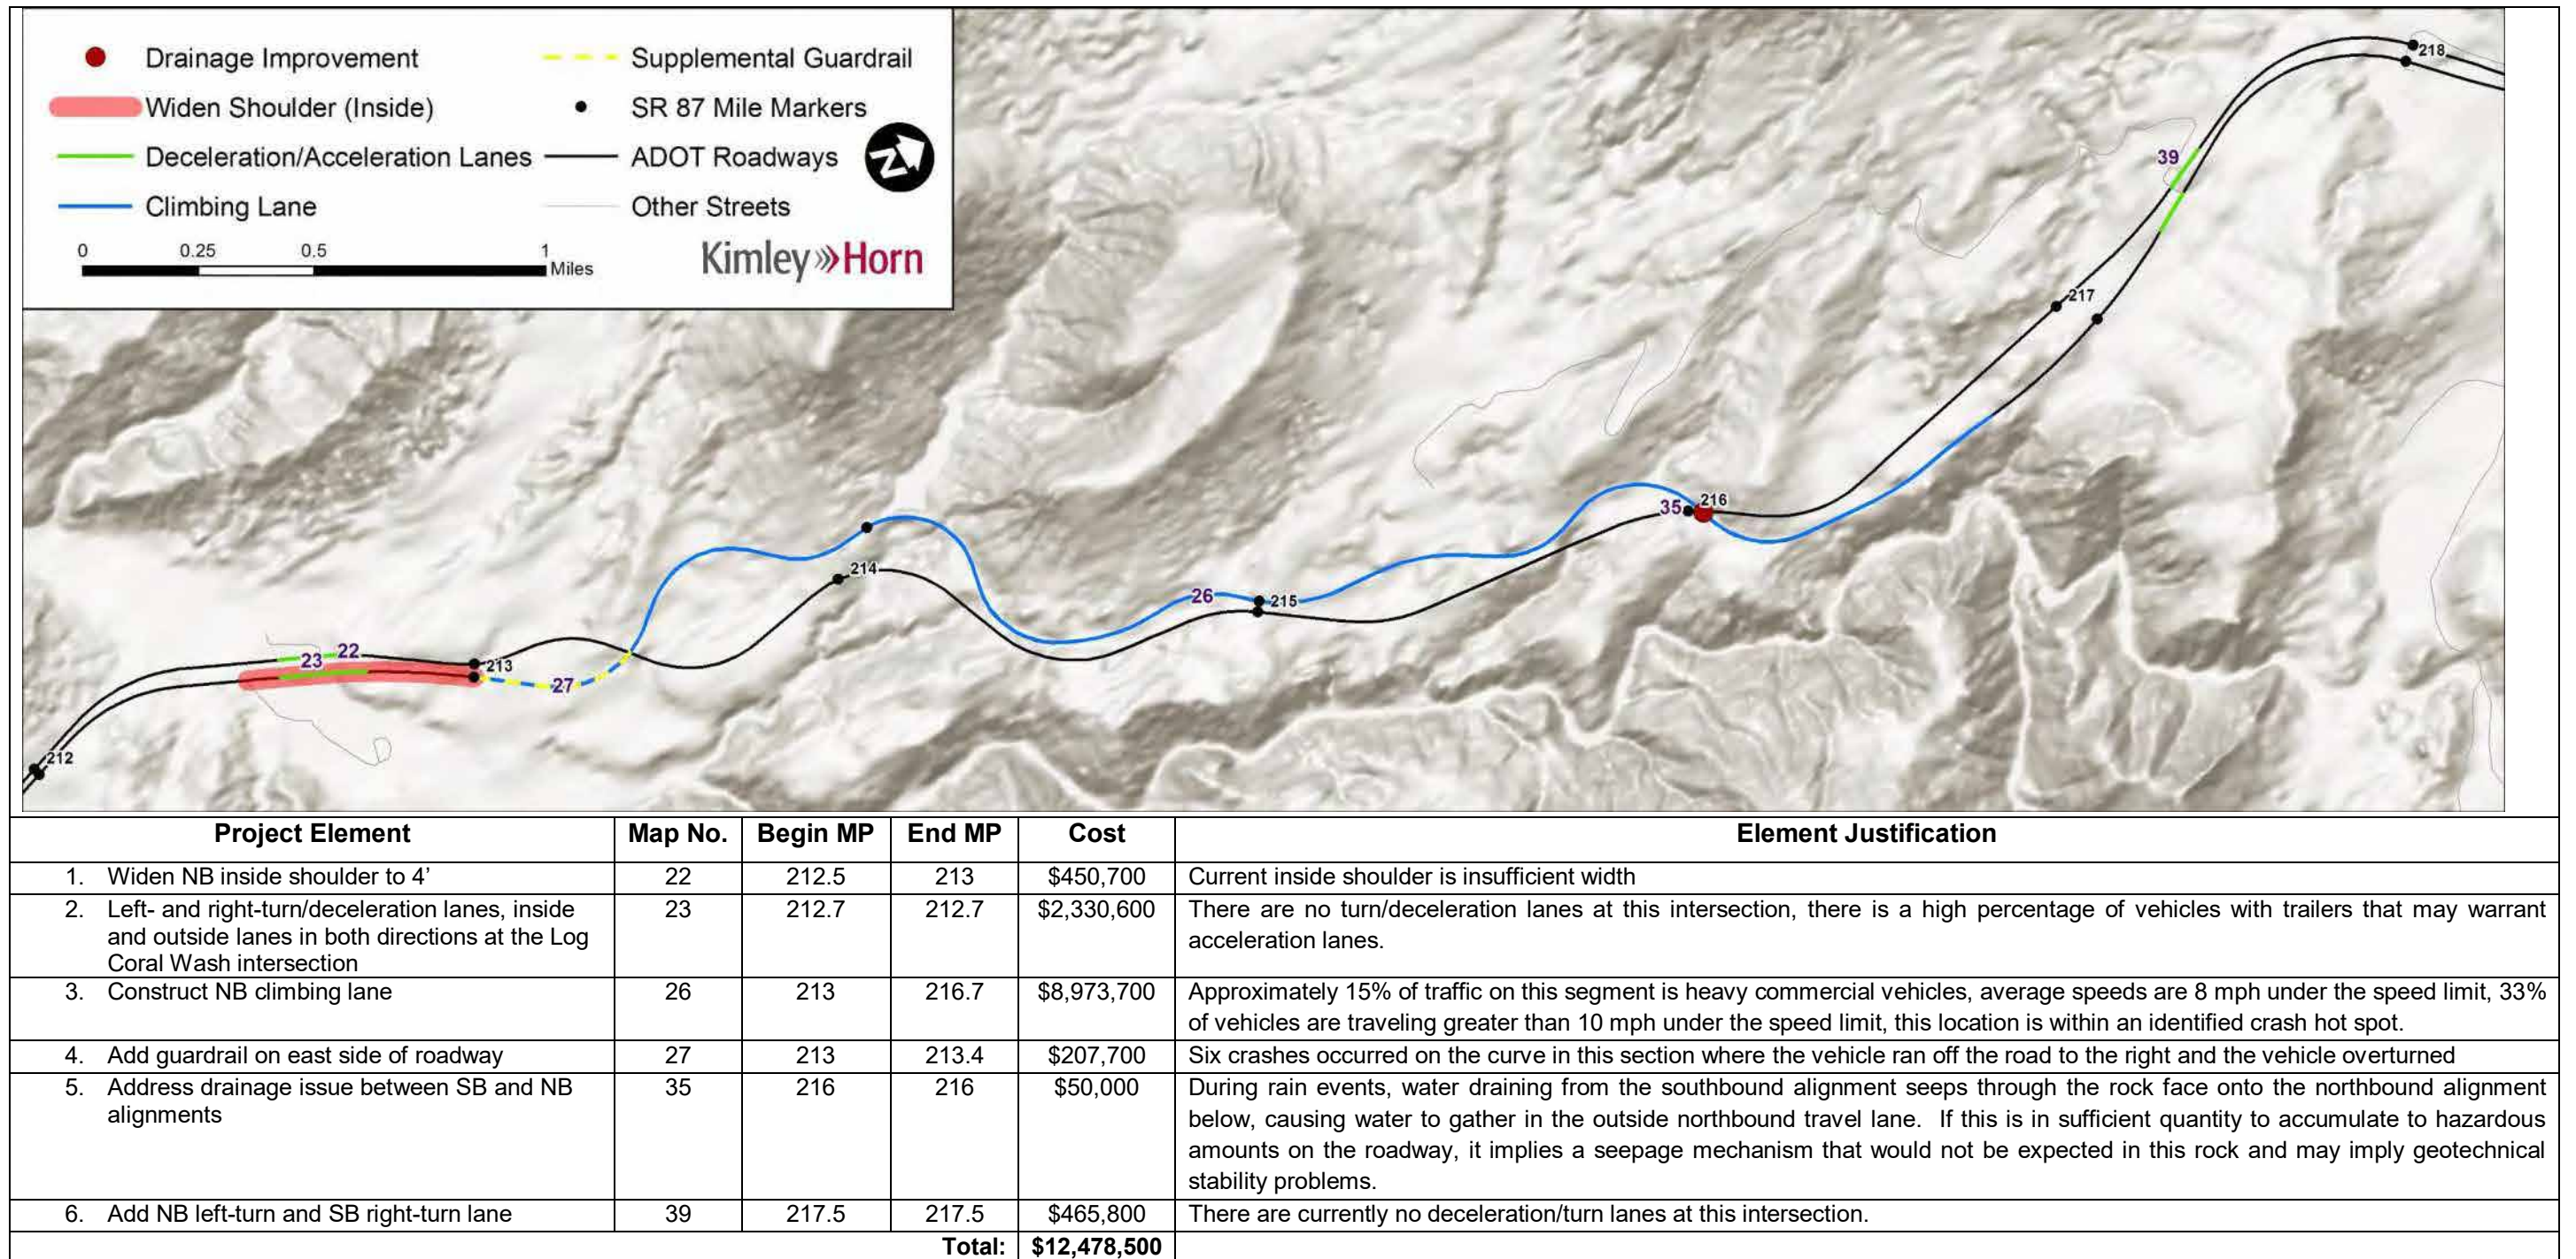 Drainage Improvement
Widen Shoulder (Inside)
Deceleration/Acceleration Lanes
Climbing Lane
Supplemental Guardrail
SR 87 Mile Markers
ADOT Roadways
Other Streets
N
0 0.25 0.5 1
Miles
Kimley»Horn
218
39
217
35 216
214
26 215
22
23
213
27
212
Project Element Map No. Begin MP End MP Cost Element Justification
1. Widen NB inside shoulder to 4’ 22 212.5 213 $450,700 Current inside shoulder is insufficient width
2. Left- and right-turn/deceleration lanes, inside
and outside lanes in both directions at the Log
Coral Wash intersection
23 212.7 212.7 $2,330,600
There are no turn/deceleration lanes at this intersection, there is a high percentage of vehicles with trailers that may warrant
acceleration lanes.
3. Construct NB climbing lane 26 213 216.7 $8,973,700
Approximately 15% of traffic on this segment is heavy commercial vehicles, average speeds are 8 mph under the speed limit, 33%
of vehicles are traveling greater than 10 mph under the speed limit, this location is within an identified crash hot spot.
4. Add guardrail on east side of roadway 27 213 213.4 $207,700 Six crashes occurred on the curve in this section where the vehicle ran off the road to the right and the vehicle overturned
5. Address drainage issue between SB and NB
alignments
35 216 216 $50,000
During rain events, water draining from the southbound alignment seeps through the rock face onto the northbound alignment
below, causing water to gather in the outside northbound travel lane. If this is in sufficient quantity to accumulate to hazardous
amounts on the roadway, it implies a seepage mechanism that would not be expected in this rock and may imply geotechnical
stability problems.
6. Add NB left-turn and SB right-turn lane 39 217.5 217.5 $465,800 There are currently no deceleration/turn lanes at this intersection.
Total: $12,478,500